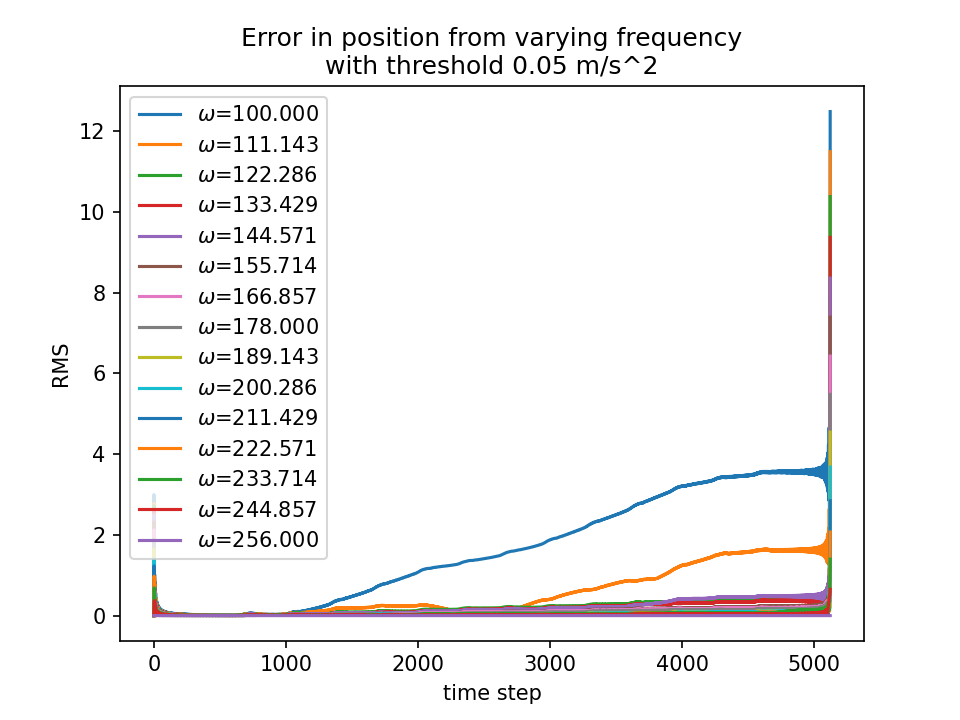 Error in position from varying frequency
with threshold 0.05 m/s^2
ω=100.000
ω=111.143
ω=122.286
ω=133.429
ω=144.571
ω=155.714
ω=166.857
ω=178.000
ω=189.143
ω=200.286
ω=211.429
ω=222.571
ω=233.714
ω=244.857
ω=256.000
12
10
8
6
4
2
0
RMS
0 1000 2000 3000 4000 5000
time step